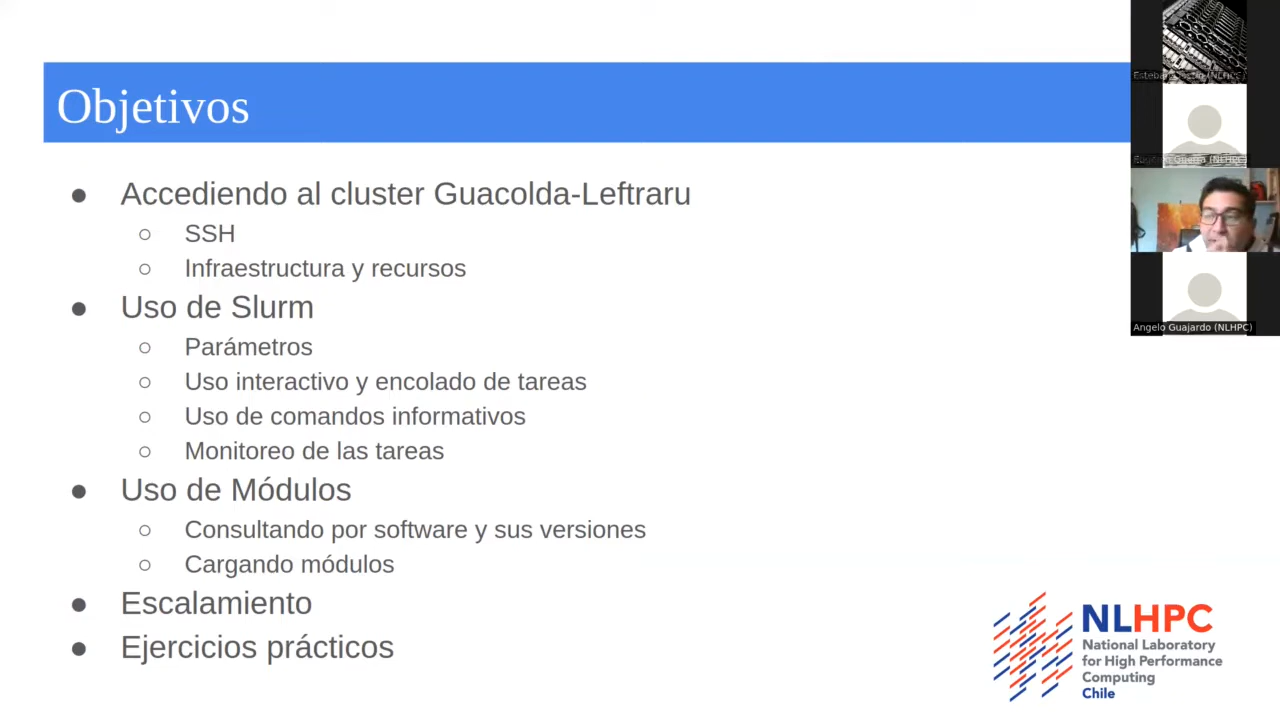 Objetivos
● Accediendo al cluster Guacolda-Leftraru
○ SSH
○ Infraestructura y recursos
● Uso de Slurm
○ Parámetros
○ Uso interactivo y encolado de tareas
○ Uso de comandos informativos
○ Monitoreo de las tareas
● Uso de Módulos
○ Consultando por software y sus versiones
○ Cargando módulos
● Escalamiento
● Ejercicios prácticos
(NLHPC)
(NLHPC)
Angelo Guajardo (NLHPC)
NLHPC
National Laboratory
for High Performance
Computing
Chile